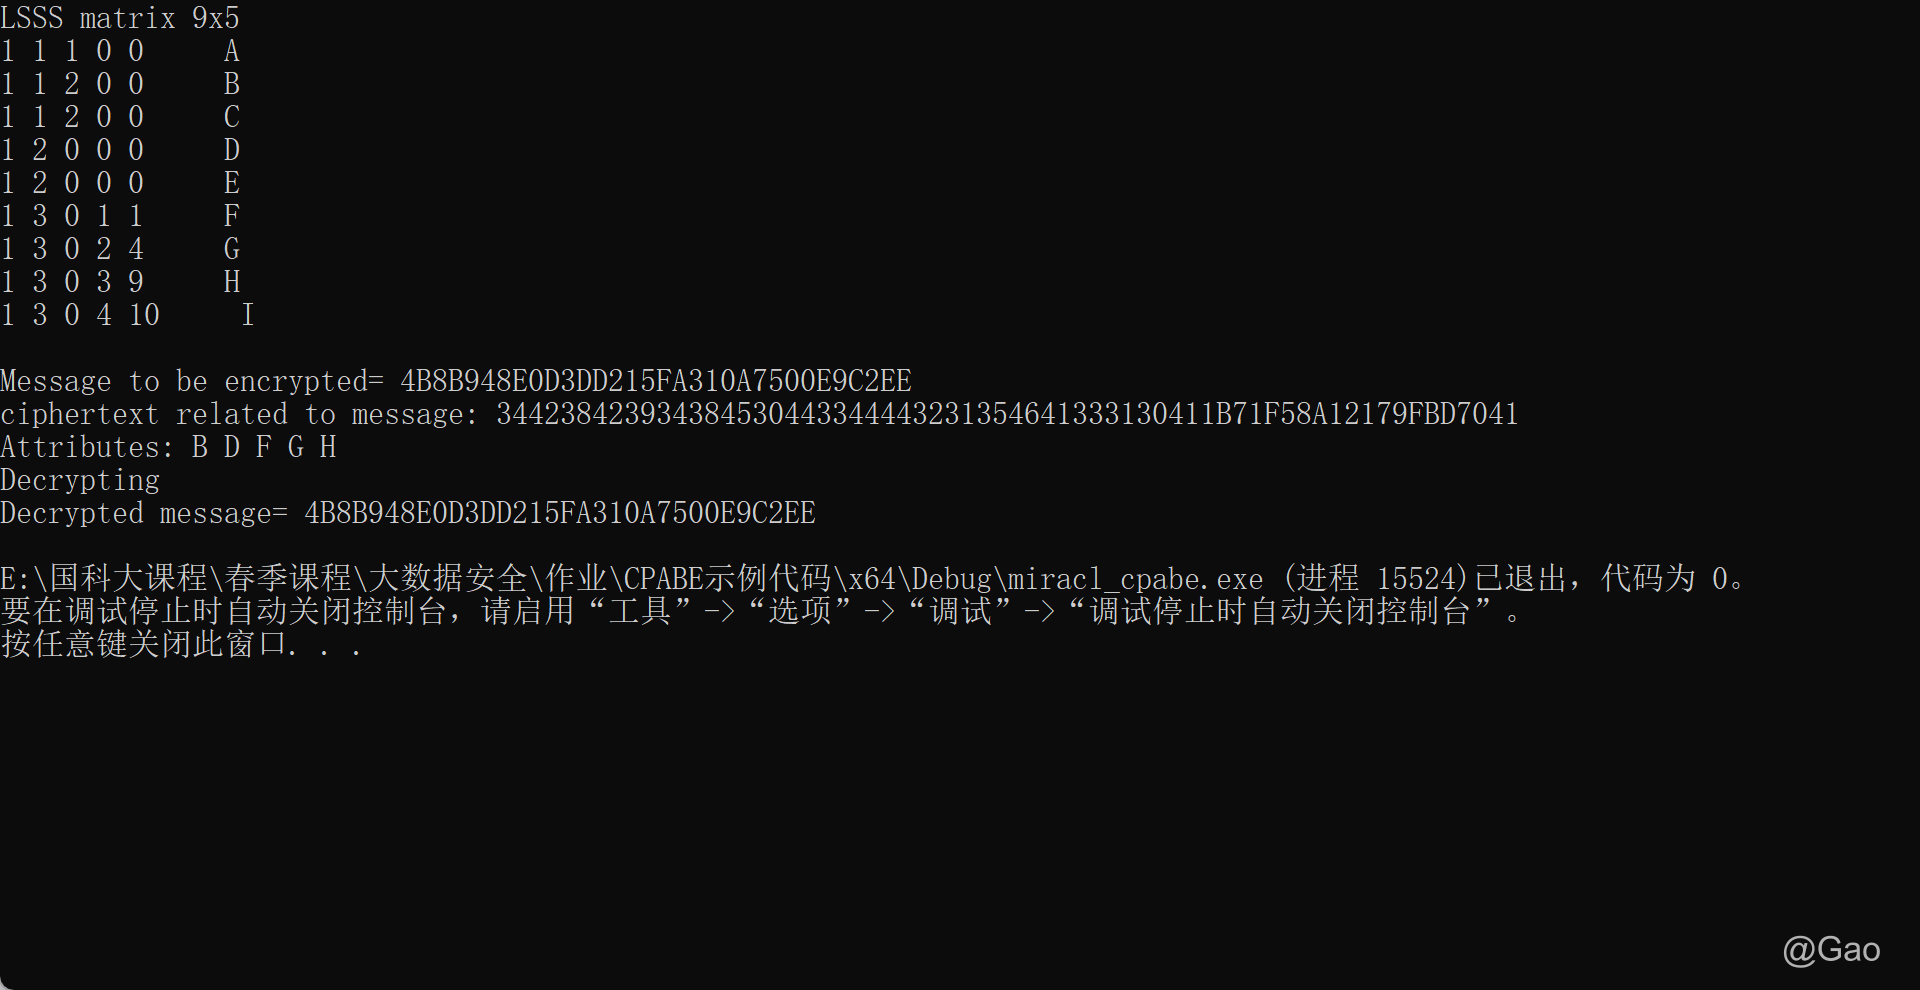 LSSS matrix 9x5
1 1 1 0 0     A
1 1 2 0 0     B
1 1 2 0 0     C
1 2 0 0 0     D
1 2 0 0 0     E
1 3 0 1 1     F
1 3 0 2 4     G
1 3 0 3 9     H
1 3 0 4 10     I
Message to be encrypted= 4B8B948E0D3DD215FA310A7500E9C2EE
ciphertext related to message: 34423842393438453044334444323135464133313041​1B71F58A12179FBD7041
Attributes: B D F G H
Decrypting
Decrypted message= 4B8B948E0D3DD215FA310A7500E9C2EE
E:\国科大课程\春季课程\大数据安全\作业\CPABE示例代码\x64\Debug\miracl_cpabe.exe (进程 15524)已退出，代码为 0。
要在调试停止时自动关闭控制台，请启用“工具”->“选项”->“调试”->“调试停止时自动关闭控制台”。
按任意键关闭此窗口. . .
@Gao